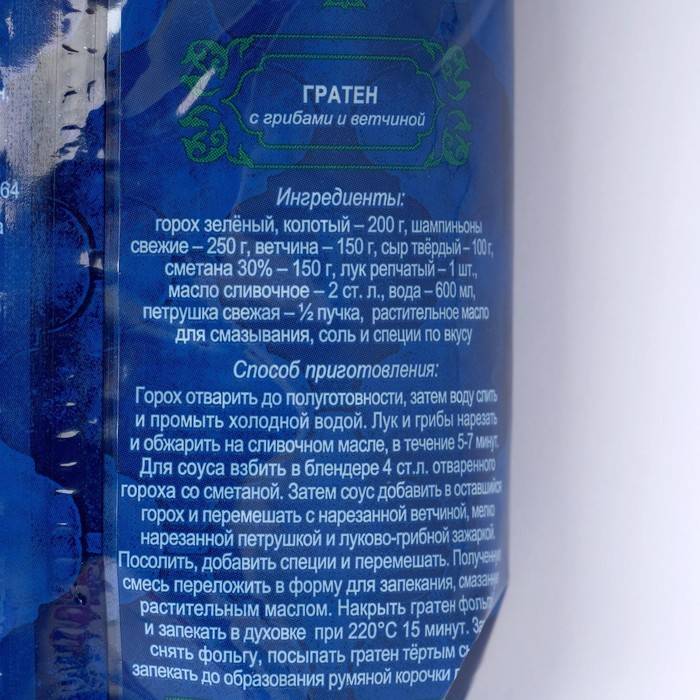 64
а
ГРАТЕН
с грибами и ветчиной
Ингредиенты:
горох зелёный, колотый – 200 г, шампиньоны
свежие – 250 г, ветчина – 150 г, сыр твёрдый – 100 г,
сметана 30% – 150 г, лук репчатый – 1 шт.,
масло сливочное – 2 ст. л., вода – 600 мл,
петрушка свежая – ½ пучка, растительное масло
для смазывания, соль и специи по вкусу
Способ приготовления:
Горох отварить до полуготовности, затем воду слить
и промыть холодной водой. Лук и грибы нарезать
и обжарить на сливочном масле, в течение 5-7 минут.
Для соуса взбить в блендере 4 ст.л. отваренного
гороха со сметаной. Затем соус добавить в оставшийся
горох и перемешать с нарезанной ветчиной, мелко
нарезанной петрушкой и луково-грибной зажаркой.
Посолить, добавить специи и перемешать. Полученную
смесь переложить в форму для запекания, смазанную
растительным маслом. Накрыть гратен фольг
и запекать в духовке при 220°С 15 минут. За
снять фольгу, посыпать гратен тёртым с
запекать до образования румяной корочки